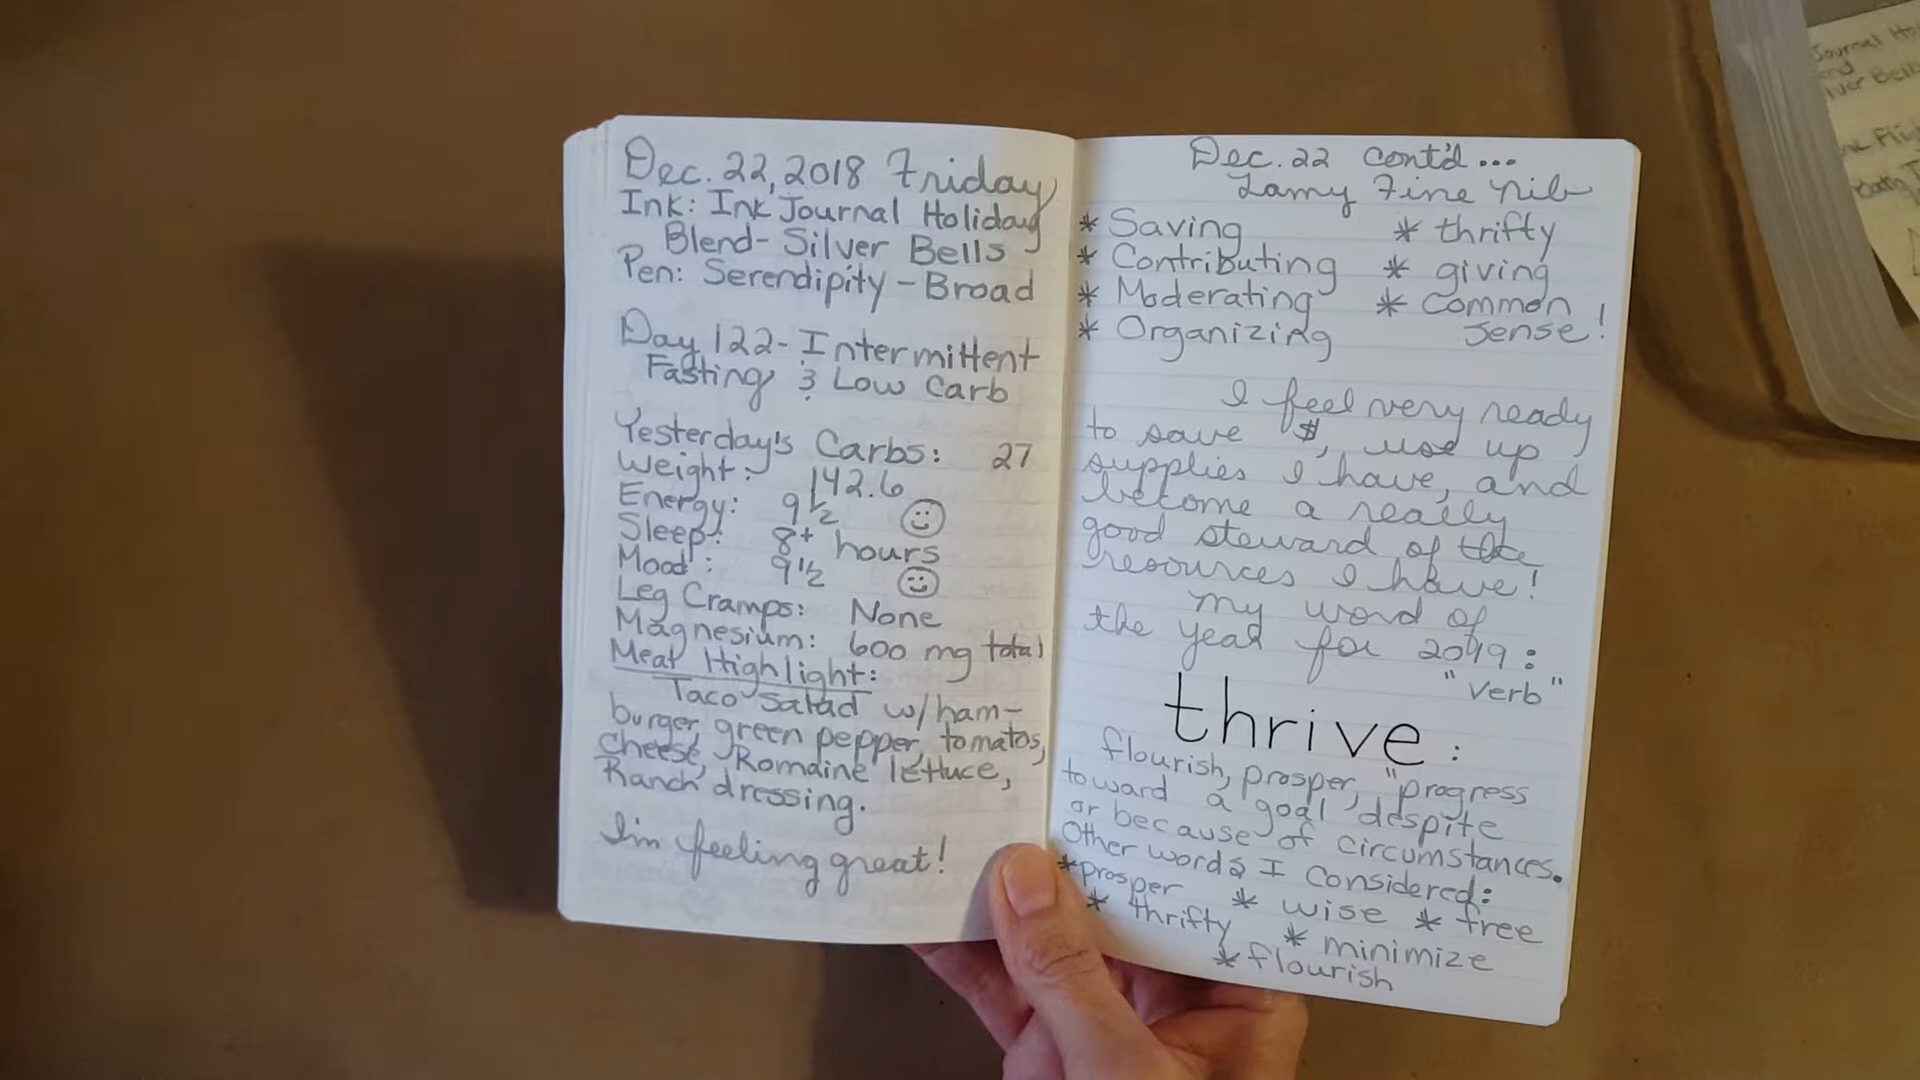 Dec. 22, 2018 Friday
Ink: Ink Journal Holiday
Blend- Silver Bells
Pen: Serendipity - Broad
Day 122- Intermittent
Fasting & Low Carb
Yesterday's Carbs: 27
Weight: 142.6
Energy: 9 1/2 ☺
Sleep: 8+ hours
Mood: 9 1/2 ☺
Leg Cramps: None
Magnesium: 600 mg total
Meat Highlight:
Taco Salad w/ham-
burger, green pepper, tomatos,
cheese, Romaine lettuce,
Ranch dressing.
I'm feeling great!
Dec. 22 cont'd...
Lamy Fine nib
* Saving * thrifty
* Contributing * giving
* Moderating * common
* Organizing sense!
I feel very ready
to save $, use up
supplies I have, and
become a really
good steward of the
resources I have!
My word of
the year for 2019:
"verb"
thrive:
flourish, prosper, "progress
toward a goal despite
or because of circumstances.
Other words I considered:
*prosper * wise * free
* thrifty * minimize
* flourish
Journal